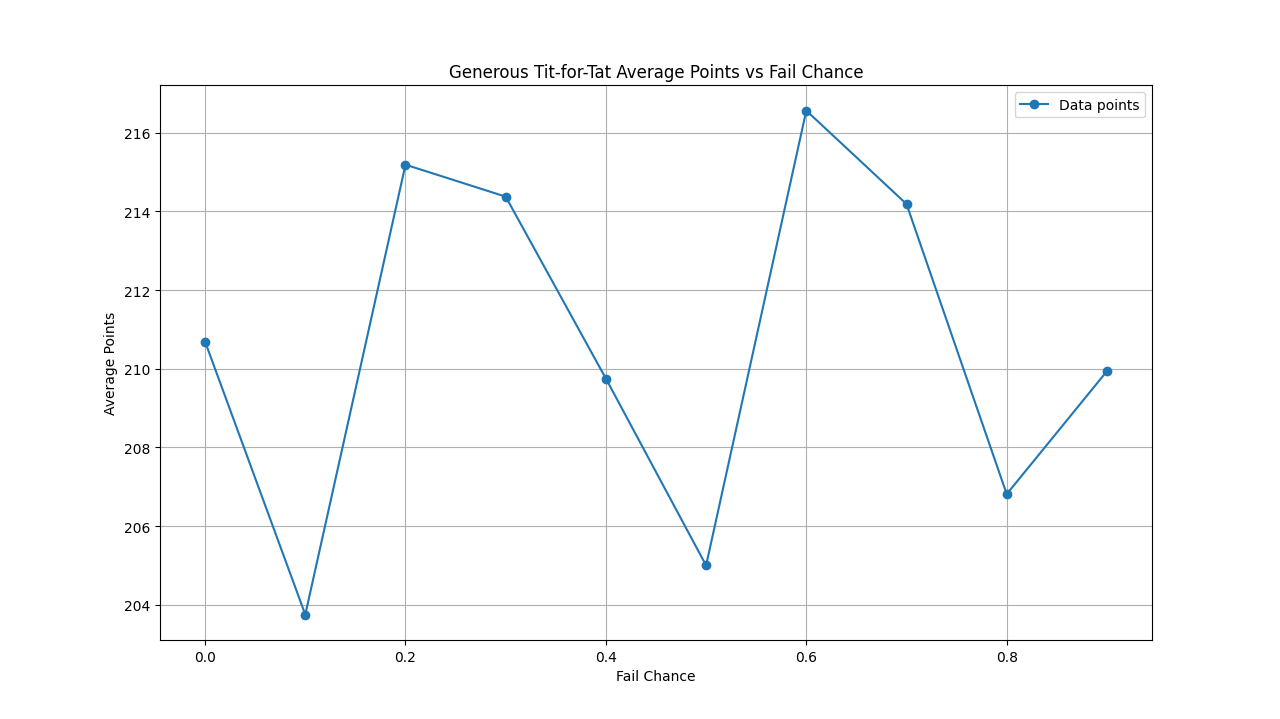 Generous Tit-for-Tat Average Points vs Fail Chance
Data points
216
214
212
210
208
206
204
Average Points
0.0 0.2 0.4 0.6 0.8
Fail Chance